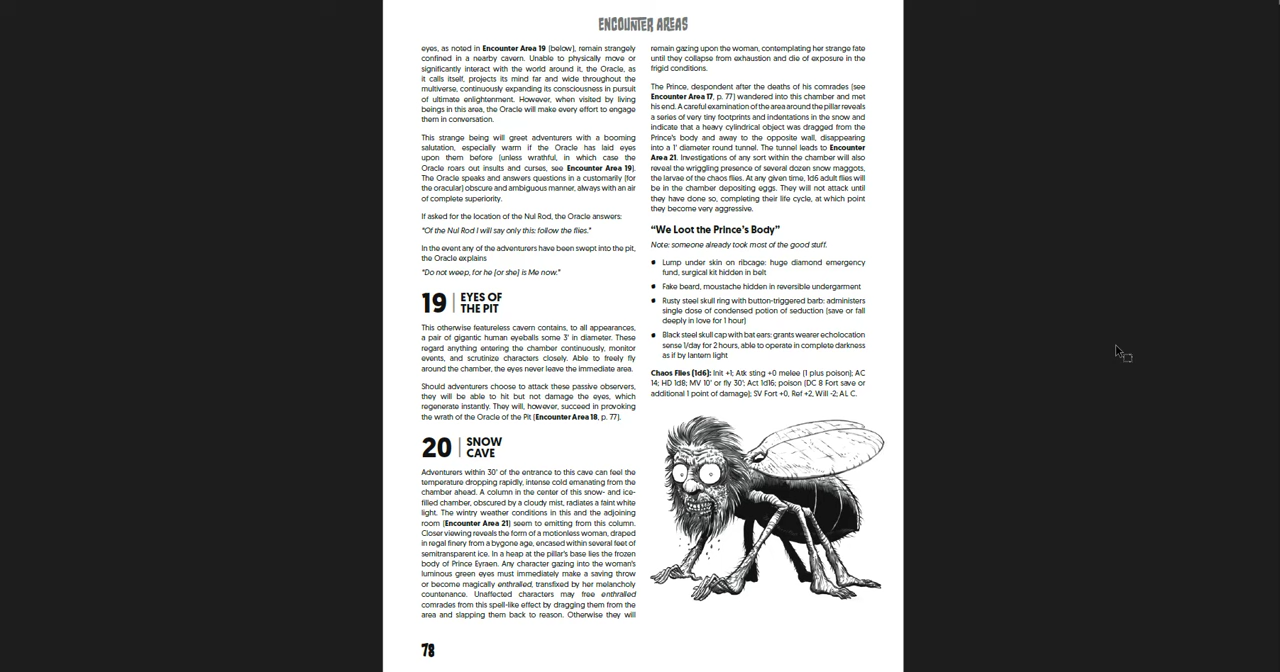 ENCOUNTER AREAS
eyes, as noted in Encounter Area 19 (below), remain strangely
confined in a nearby cavern. Unable to physically move or
significantly interact with the world around it, the Oracle, as
it calls itself, projects its mind far and wide throughout the
multiverse, continuously expanding its consciousness in pursuit
of ultimate enlightenment. However, when visited by living
beings in this area, the Oracle will make every effort to engage
them in conversation.
This strange being will greet adventurers with a booming
salutation, especially warm if the Oracle has laid eyes
upon them before (unless wrathful, in which case the
Oracle roars out insults and curses, see Encounter Area 19).
The Oracle speaks and answers questions in a customarily (for
the oracular) obscure and ambiguous manner, always with an air
of complete superiority.
If asked for the location of the Nul Rod, the Oracle answers:
"Of the Nul Rod I will say only this: follow the flies."
In the event any of the adventurers have been swept into the pit,
the Oracle explains
"Do not weep, for he [or she] is Me now."
19 | EYES OF
THE PIT
This otherwise featureless cavern contains, to all appearances,
a pair of gigantic human eyeballs some 3' in diameter. These
regard anything entering the chamber continuously, monitor
events, and scrutinize characters closely. Able to freely fly
around the chamber, the eyes never leave the immediate area.
Should adventurers choose to attack these passive observers,
they will be able to hit but not damage the eyes, which
regenerate instantly. They will, however, succeed in provoking
the wrath of the Oracle of the Pit (Encounter Area 18, p. 77).
20 | SNOW
CAVE
Adventurers within 30' of the entrance to this cave can feel the
temperature dropping rapidly, intense cold emanating from the
chamber ahead. A column in the center of this snow- and ice-
filled chamber, obscured by a cloudy mist, radiates a faint white
light. The wintry weather conditions in this and the adjoining
room (Encounter Area 21) seem to emitting from this column.
Closer viewing reveals the form of a motionless woman, draped
in regal finery from a bygone age, encased within several feet of
semitransparent ice. In a heap at the pillar's base lies the frozen
body of Prince Eyraen. Any character gazing into the woman's
luminous green eyes must immediately make a saving throw
or become magically enthralled, transfixed by her melancholy
countenance. Unaffected characters may free enthralled
comrades from this spell-like effect by dragging them from the
area and slapping them back to reason. Otherwise they will
remain gazing upon the woman, contemplating her strange fate
until they collapse from exhaustion and die of exposure in the
frigid conditions.
The Prince, despondent after the deaths of his comrades (see
Encounter Area 17, p. 77) wandered into this chamber and met
his end. A careful examination of the area around the pillar reveals
a series of very tiny footprints and indentations in the snow and
indicate that a heavy cylindrical object was dragged from the
Prince's body and away to the opposite wall, disappearing
into a 1' diameter round tunnel. The tunnel leads to Encounter
Area 21. Investigations of any sort within the chamber will also
reveal the wriggling presence of several dozen snow maggots,
the larvae of the chaos flies. At any given time, 1d6 adult flies will
be in the chamber depositing eggs. They will not attack until
they have done so, completing their life cycle, at which point
they become very aggressive.
"We Loot the Prince's Body"
Note: someone already took most of the good stuff.
• Lump under skin on ribcage: huge diamond emergency
fund, surgical kit hidden in belt
• Fake beard, moustache hidden in reversible undergarment
• Rusty steel skull ring with button-triggered barb: administers
single dose of condensed potion of seduction (save or fall
deeply in love for 1 hour)
• Black steel skull cap with bat ears: grants wearer echolocation
sense 1/day for 2 hours, able to operate in complete darkness
as if by lantern light
Chaos Flies (1d6): Init +1; Atk sting +0 melee (1 plus poison); AC
14; HD 1d8; MV 10' or fly 30'; Act 1d16; poison (DC 8 Fort save or
additional 1 point of damage); SV Fort +0, Ref +2, Will -2; AL C.
78